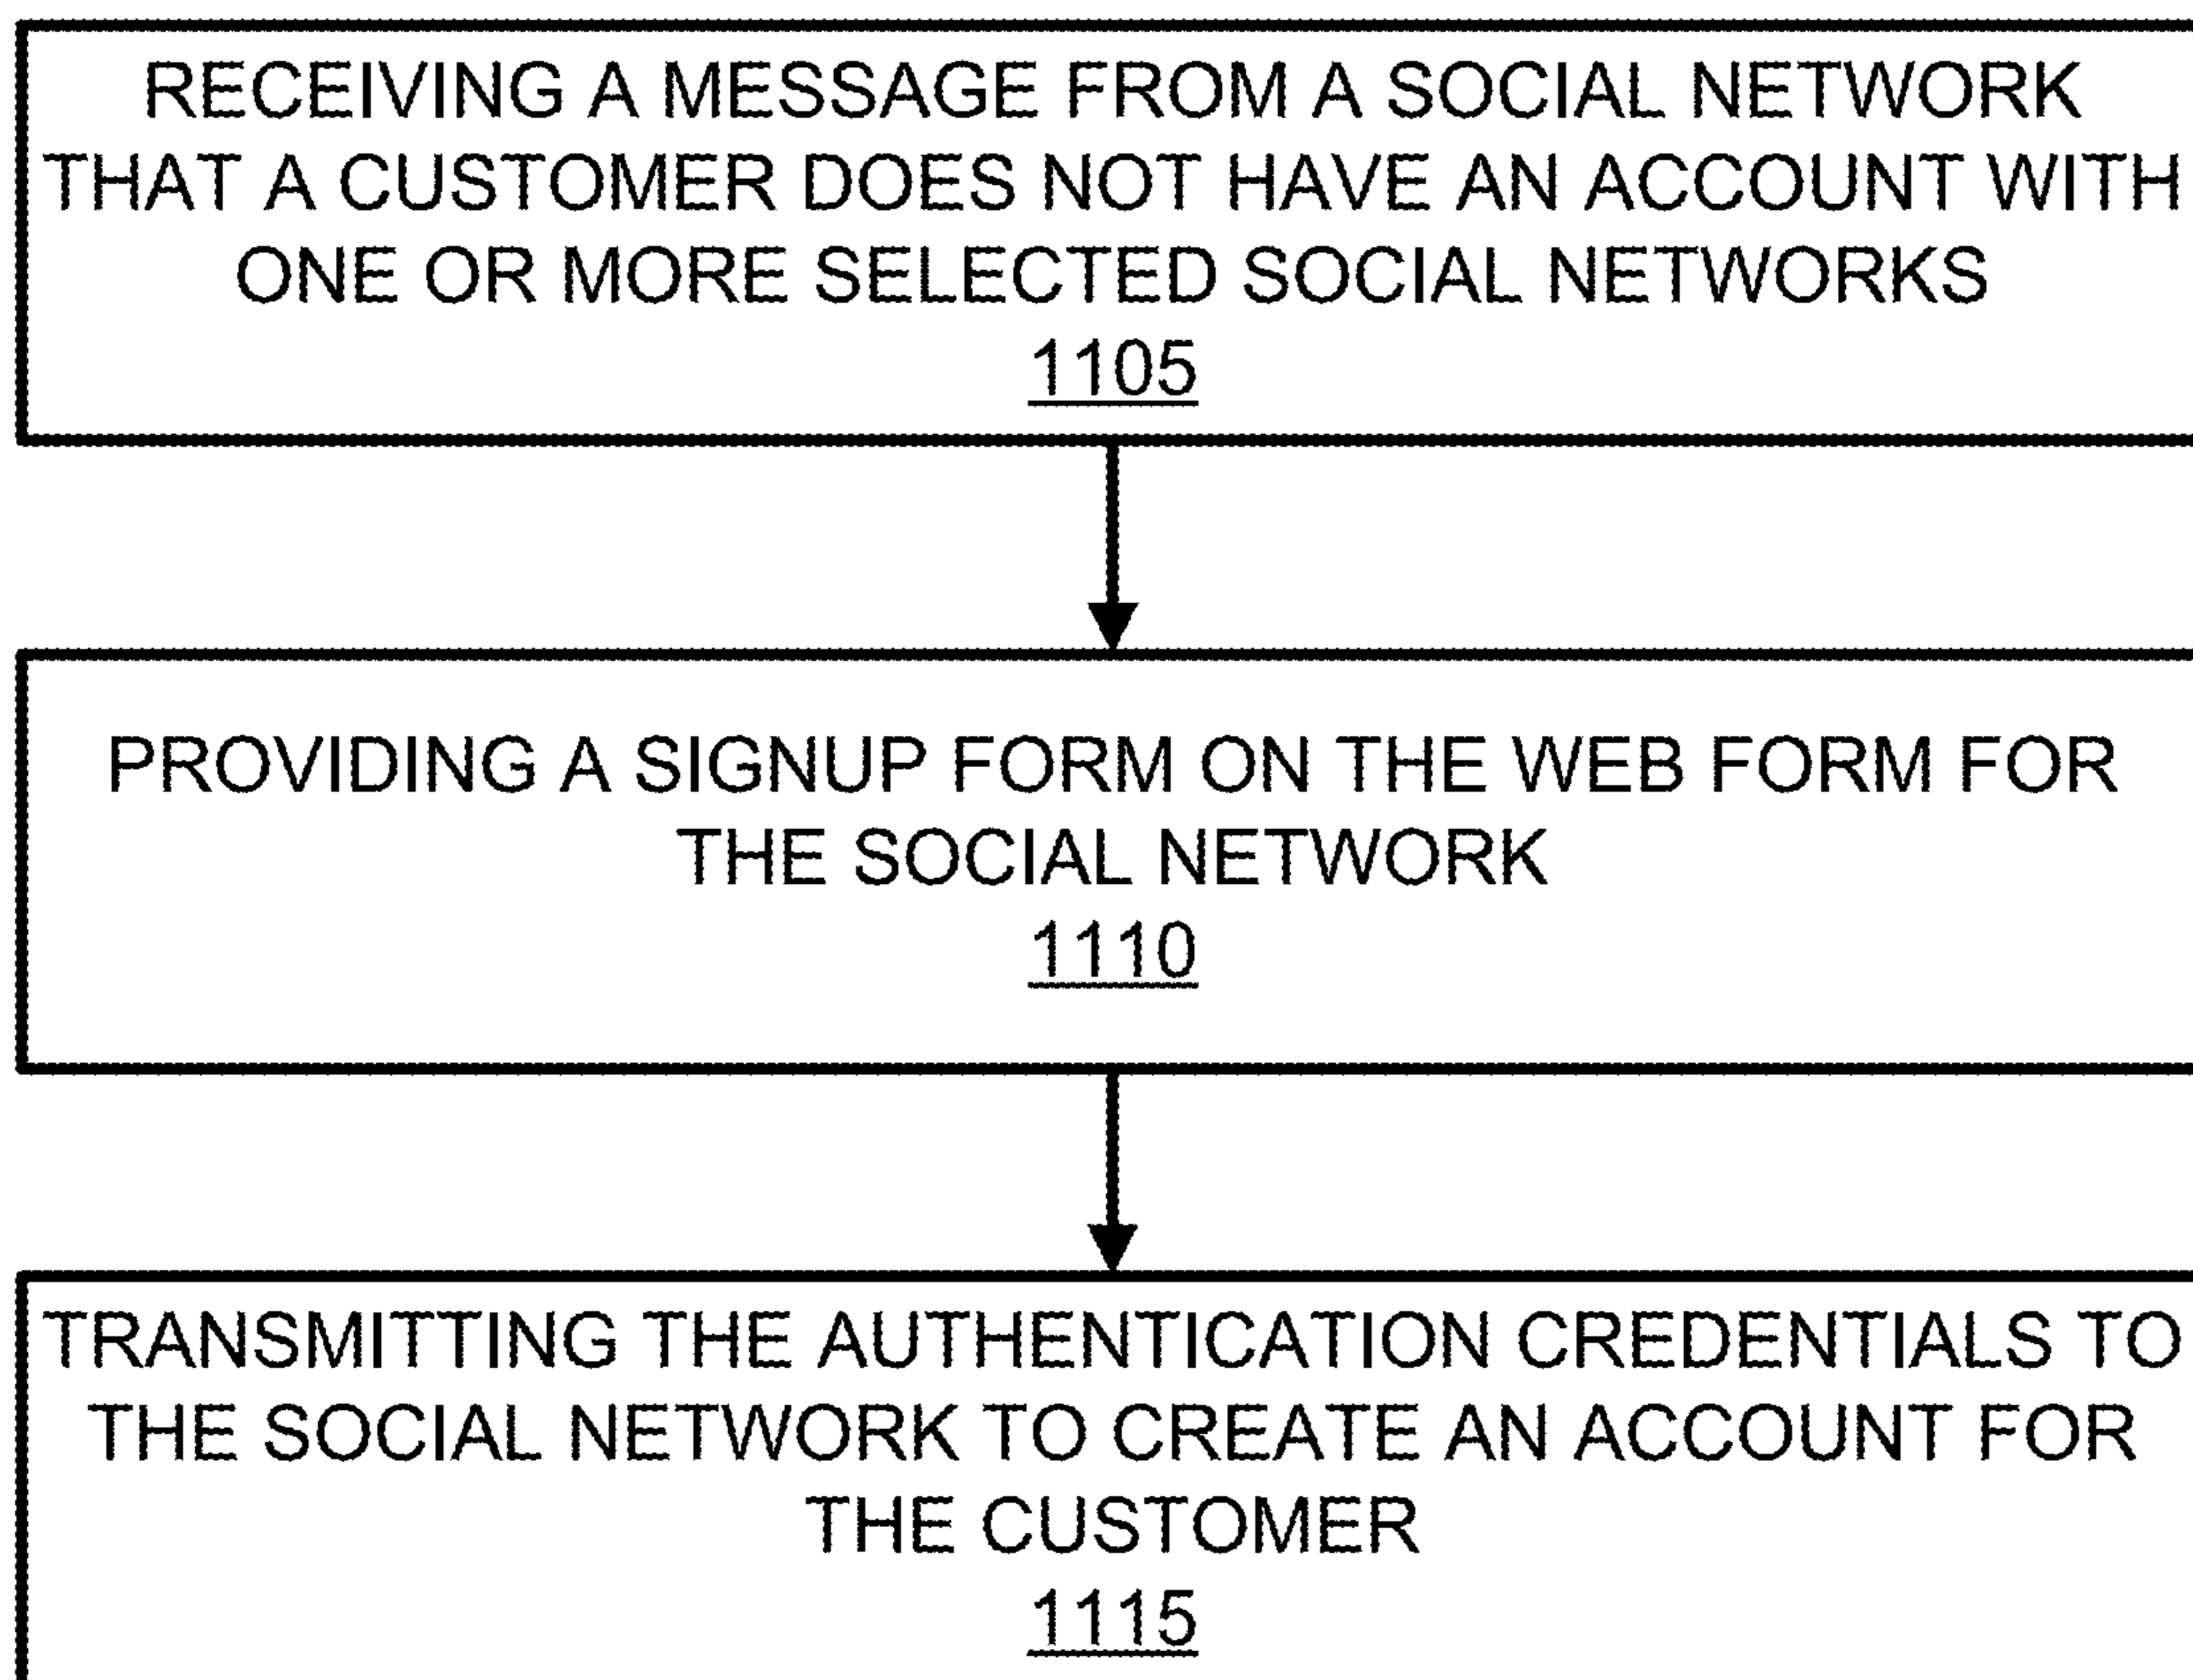 RECEIVING A MESSAGE FROM A SOCIAL NETWORK
THAT A CUSTOMER DOES NOT HAVE AN ACCOUNT WITH
ONE OR MORE SELECTED SOCIAL NETWORKS
1105
PROVIDING A SIGNUP FORM ON THE WEB FORM FOR
THE SOCIAL NETWORK
1110
TRANSMITTING THE AUTHENTICATION CREDENTIALS TO
THE SOCIAL NETWORK TO CREATE AN ACCOUNT FOR
THE CUSTOMER
1115